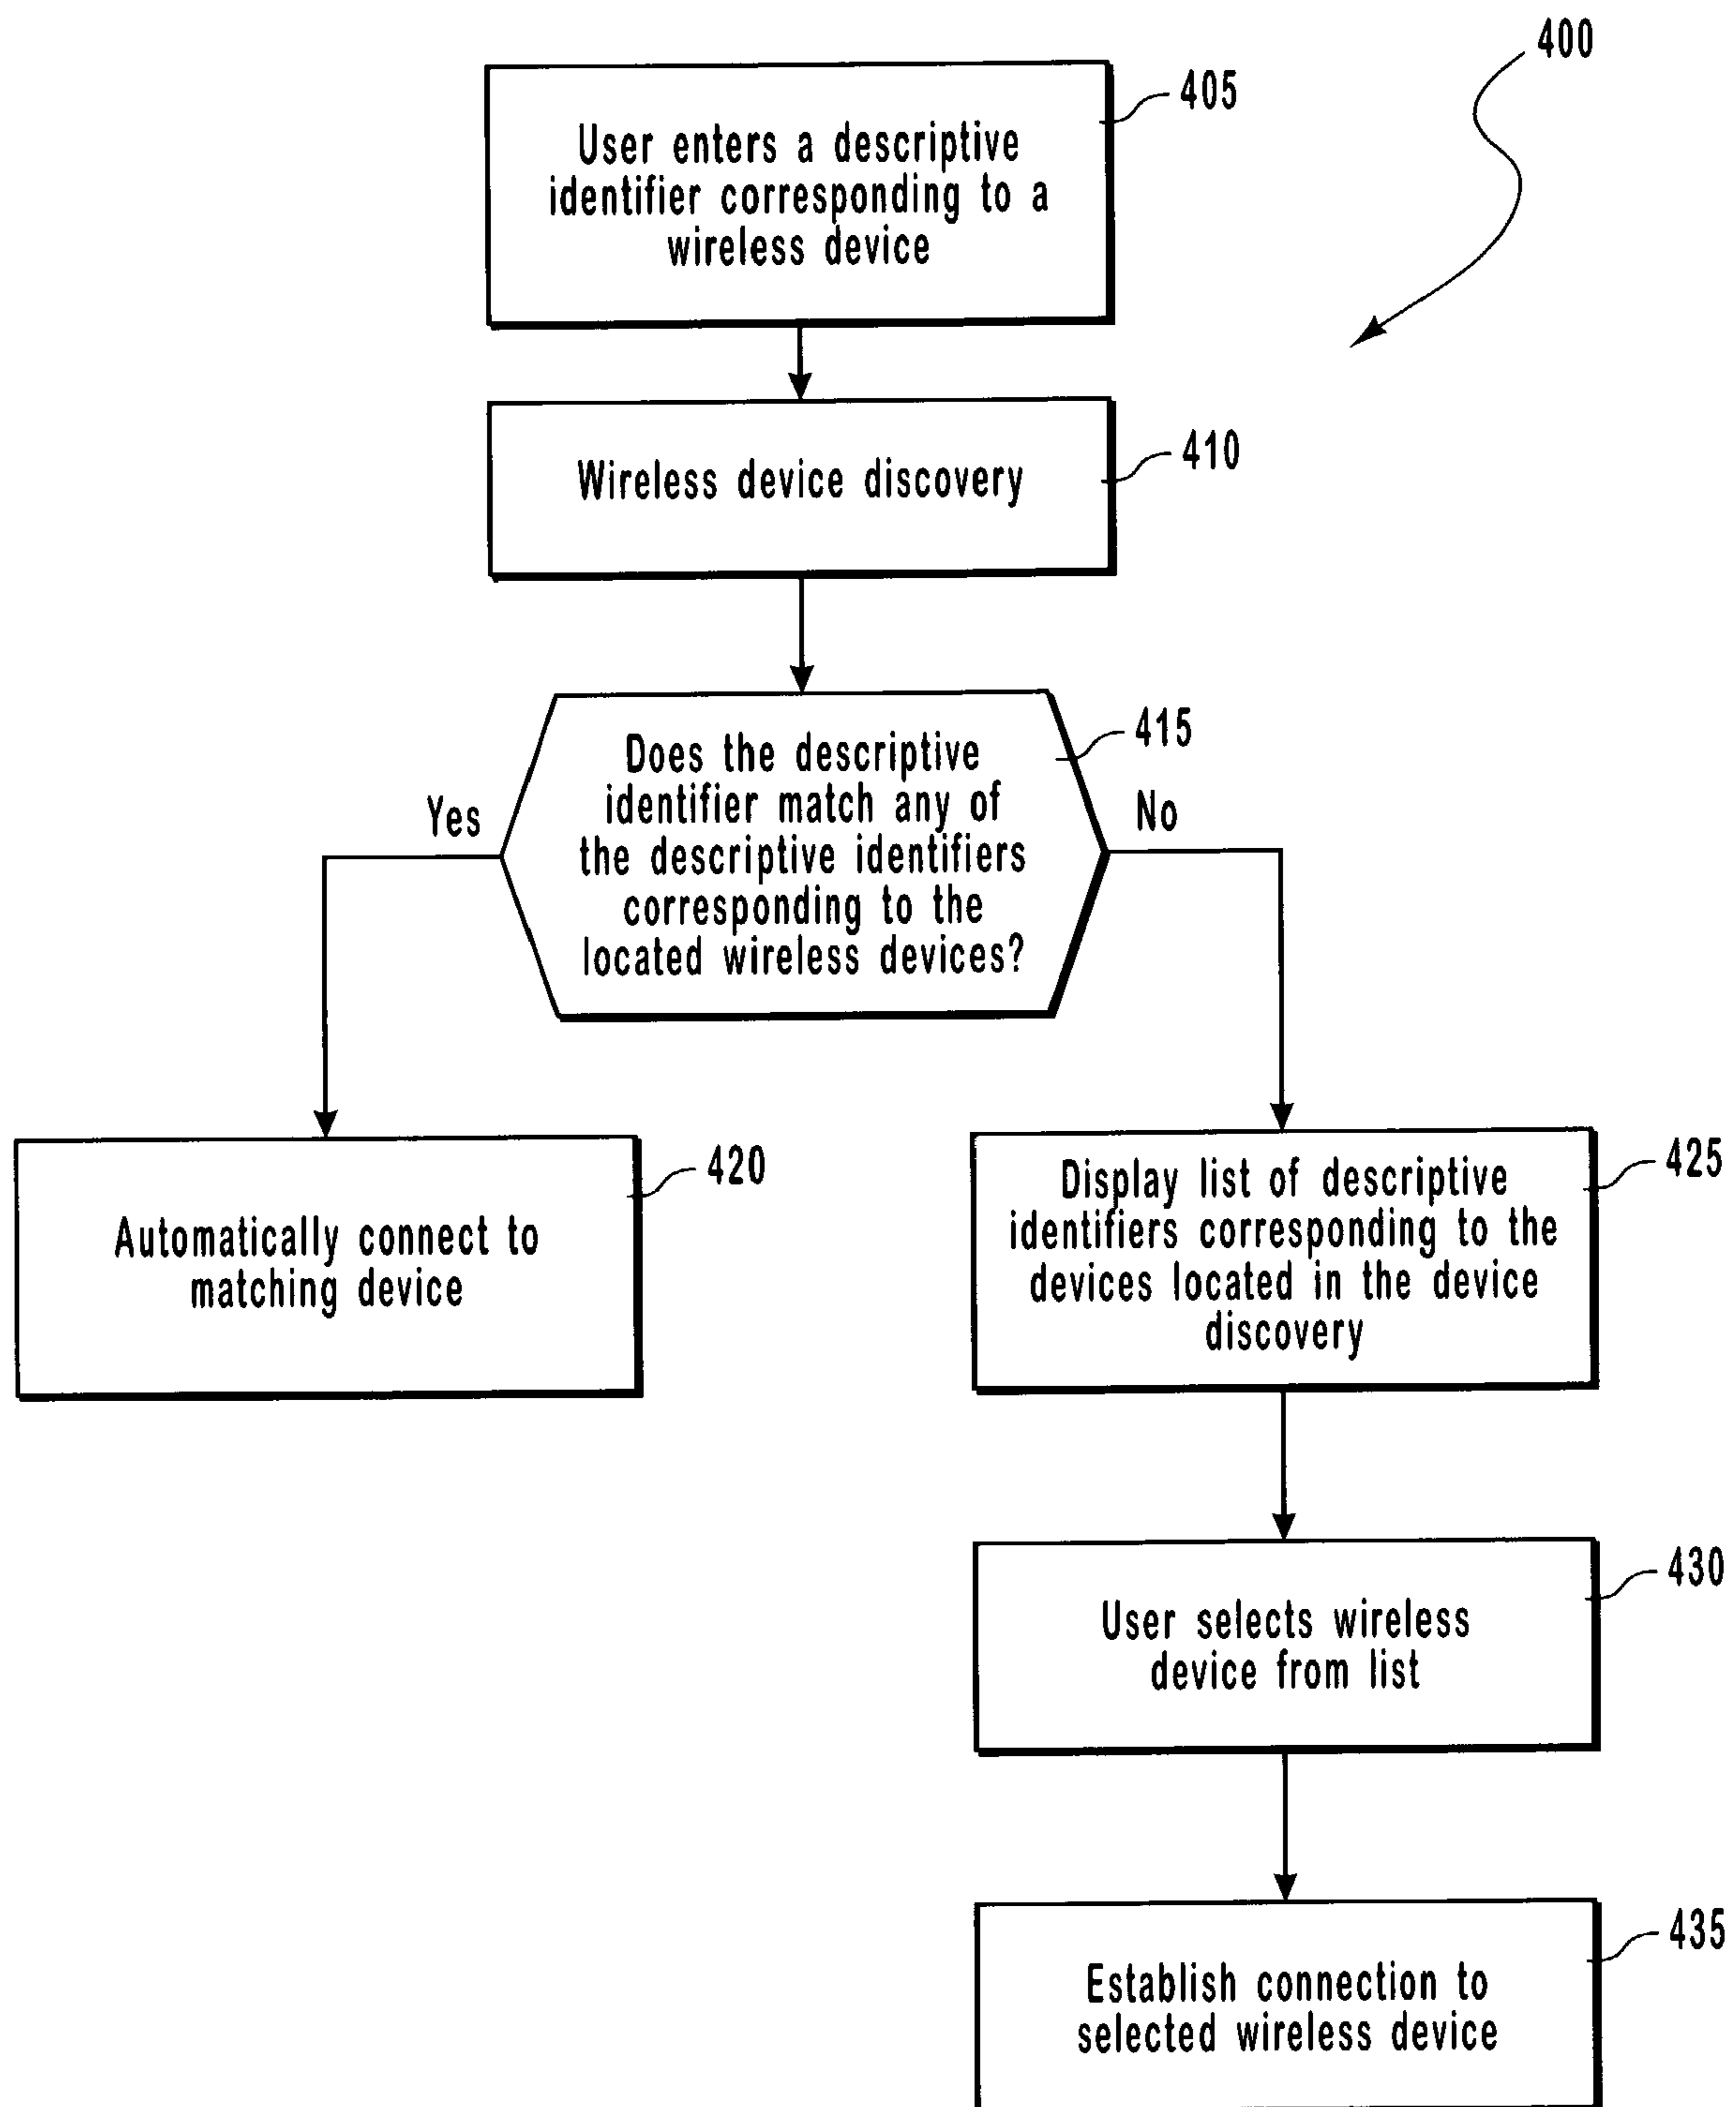 400
405
User enters a descriptive
identifier corresponding to a
wireless device
410
Wireless device discovery
415
Does the descriptive
identifier match any of
the descriptive identifiers
corresponding to the
located wireless devices?
Yes
No
420
Automatically connect to
matching device
425
Display list of descriptive
identifiers corresponding to the
devices located in the device
discovery
430
User selects wireless
device from list
435
Establish connection to
selected wireless device